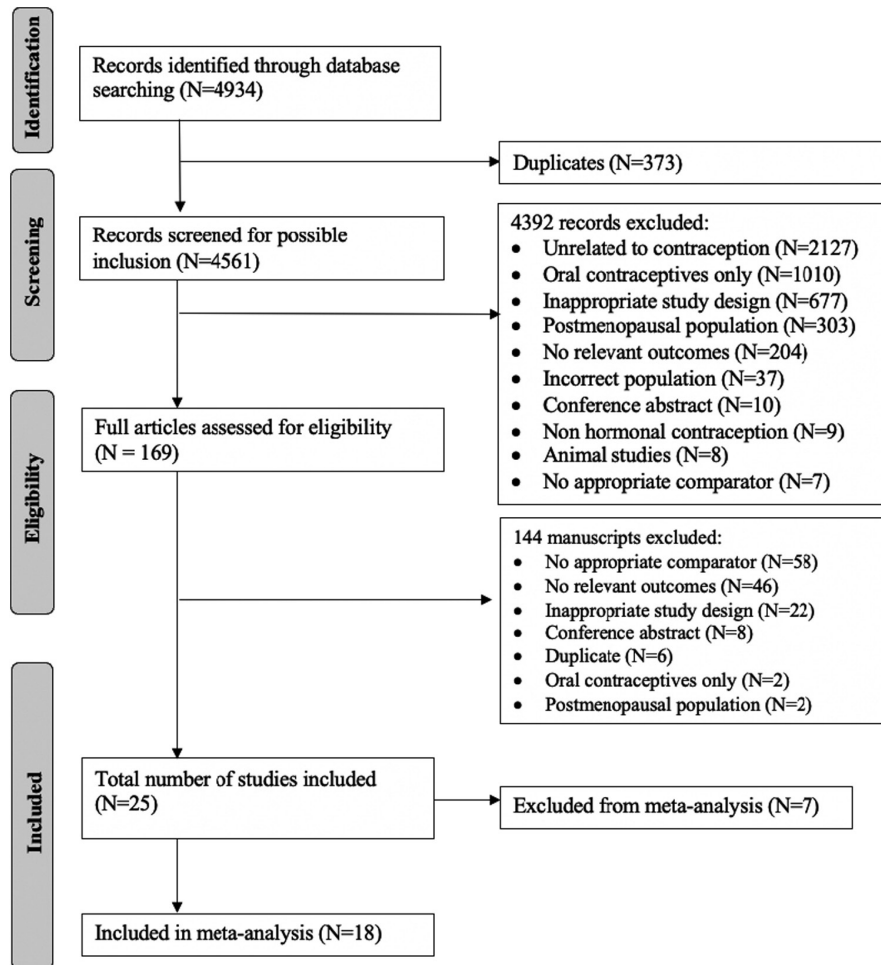 Identification
Records identified through database
searching (N=4934)
Duplicates (N=373)
Screening
Records screened for possible
inclusion (N=4561)
4392 records excluded:
• Unrelated to contraception (N=2127)
• Oral contraceptives only (N=1010)
• Inappropriate study design (N=677)
• Postmenopausal population (N=303)
• No relevant outcomes (N=204)
• Incorrect population (N=37)
• Conference abstract (N=10)
• Non hormonal contraception (N=9)
• Animal studies (N=8)
• No appropriate comparator (N=7)
Eligibility
Full articles assessed for eligibility
(N = 169)
144 manuscripts excluded:
• No appropriate comparator (N=58)
• No relevant outcomes (N=46)
• Inappropriate study design (N=22)
• Conference abstract (N=8)
• Duplicate (N=6)
• Oral contraceptives only (N=2)
• Postmenopausal population (N=2)
Included
Total number of studies included
(N=25)
Excluded from meta-analysis (N=7)
Included in meta-analysis (N=18)